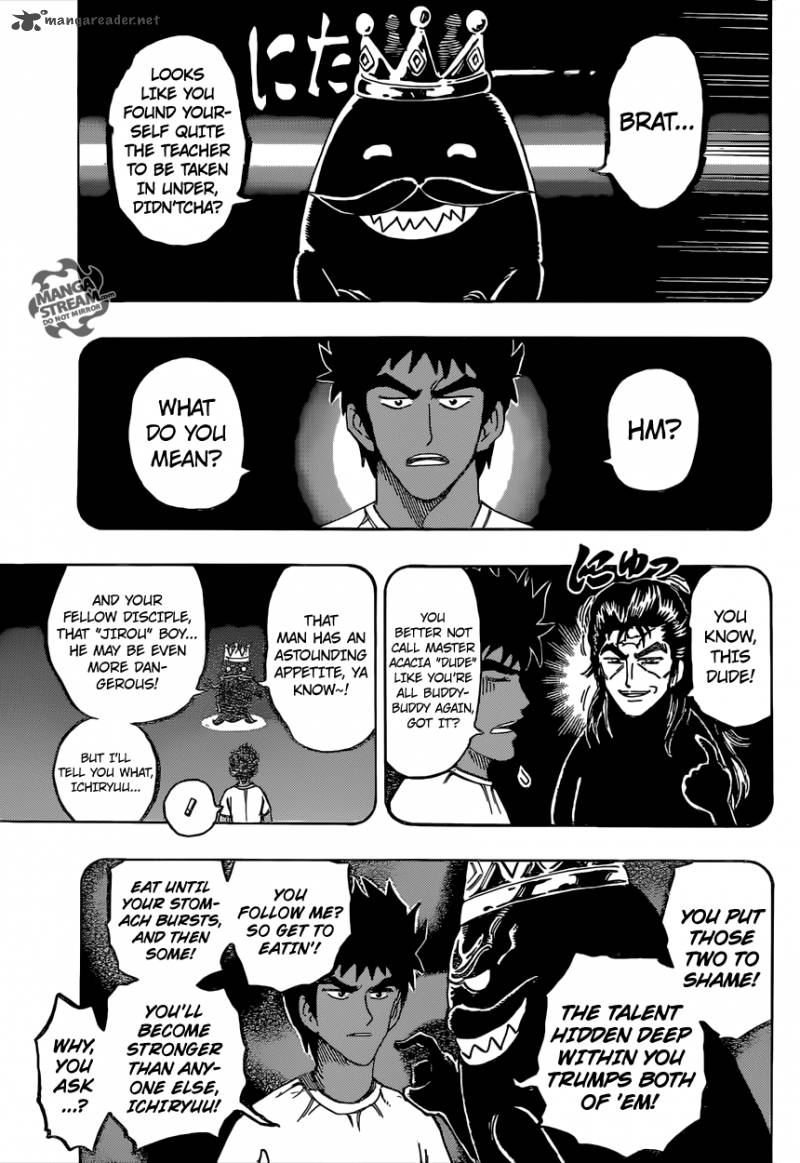 mangareader.net
にたー
BRAT...
LOOKS
LIKE YOU
FOUND YOUR-
SELF QUITE
THE TEACHER
TO BE TAKEN
IN UNDER,
DIDN'TCHA?
MANGA
STREAM.com
DO NOT MIRROR
HM?
WHAT
DO YOU
MEAN?
にゅっ
YOU
KNOW,
THIS
DUDE!
YOU
BETTER NOT
CALL MASTER
ACACIA "DUDE"
LIKE YOU'RE
ALL BUDDY-
BUDDY AGAIN,
GOT IT?
THAT
MAN HAS AN
ASTOUNDING
APPETITE, YA
KNOW~!
AND YOUR
FELLOW DISCIPLE,
THAT "JIROU" BOY...
HE MAY BE EVEN
MORE DAN-
GEROUS!
BUT I'LL
TELL YOU WHAT,
ICHIRYUU...
!
YOU PUT
THOSE
TWO TO
SHAME!
THE TALENT
HIDDEN DEEP
WITHIN YOU
TRUMPS BOTH
OF 'EM!
YOU
FOLLOW ME?
SO GET TO
EATIN'!
EAT UNTIL
YOUR STOM-
ACH BURSTS,
AND THEN
SOME!
YOU'LL
BECOME
STRONGER
THAN ANY-
ONE ELSE,
ICHIRYUU!
WHY,
YOU
ASK
...?